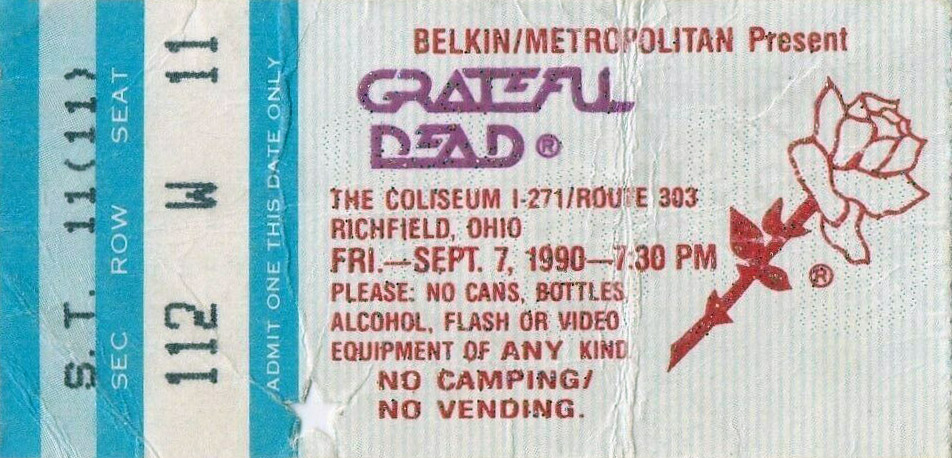 S.T. 11(11)
SEC ROW SEAT
112 W 11
ADMIT ONE THIS DATE ONLY
BELKIN/METROPOLITAN Present
GRATEFUL
DEAD ®
THE COLISEUM I-271/ROUTE 303
RICHFIELD, OHIO
FRI.—SEPT. 7, 1990—7:30 PM
PLEASE: NO CANS, BOTTLES,
ALCOHOL, FLASH OR VIDEO
EQUIPMENT OF ANY KIND.
NO CAMPING/
NO VENDING.
®